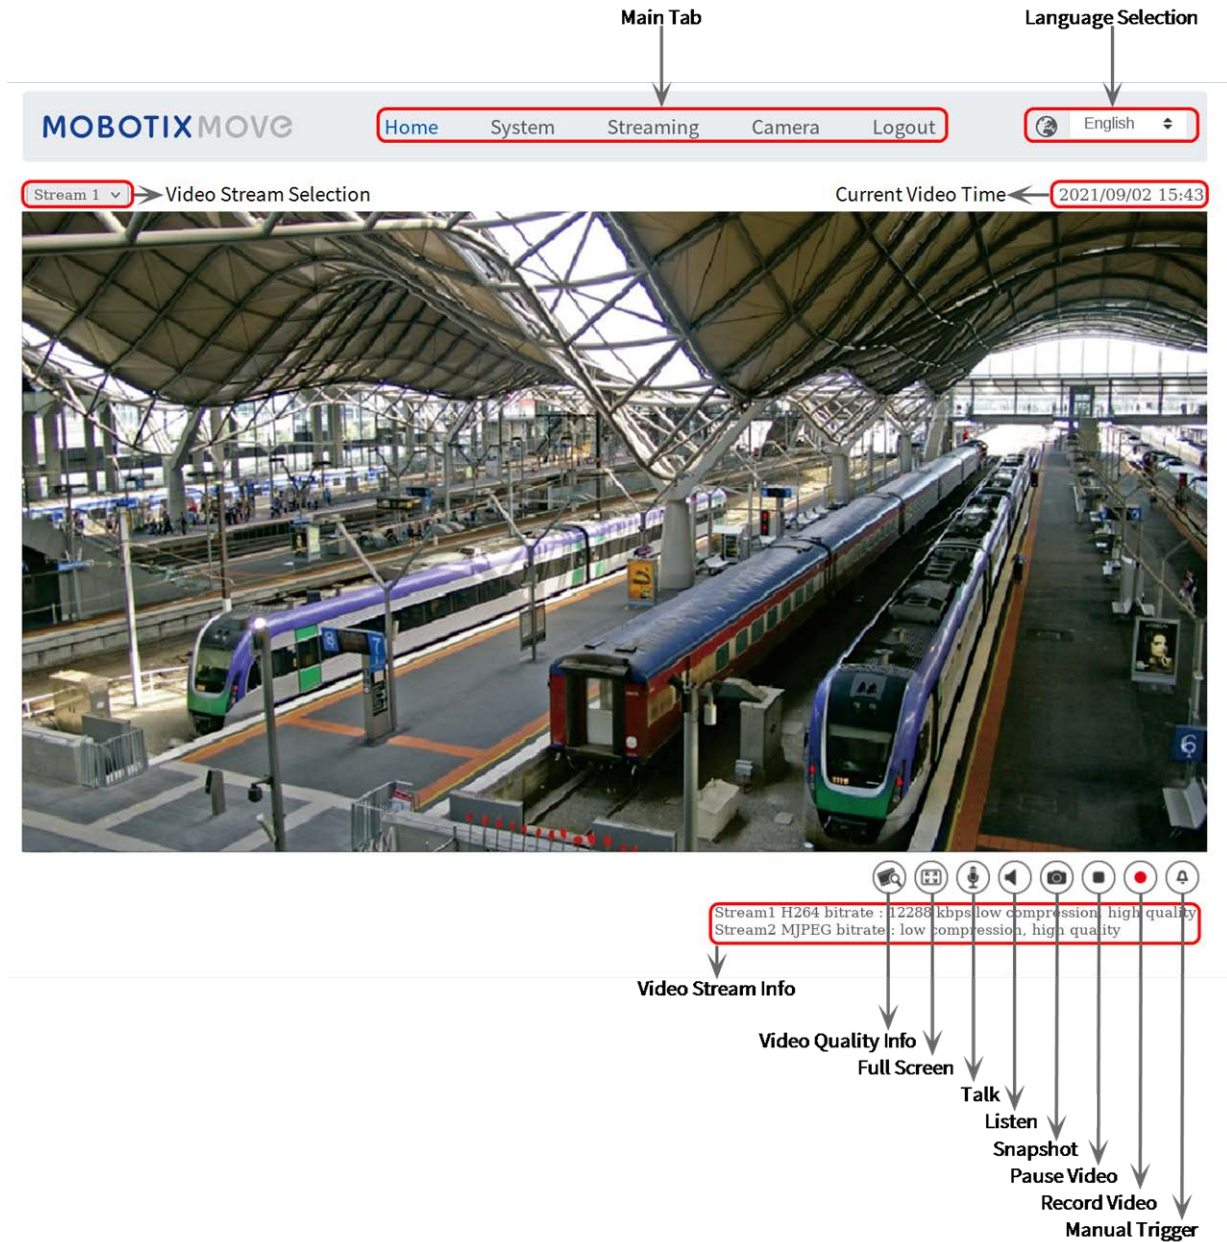 Main Tab
Language Selection
MOBOTIX MOVE
Home System Streaming Camera Logout
English
Stream 1
Video Stream Selection
Current Video Time
2021/09/02 15:43
8
7
6
Stream1 H264 bitrate : 12288 kbps low compression, high quality
Stream2 MJPEG bitrate : low compression, high quality
Video Stream Info
Video Quality Info
Full Screen
Talk
Listen
Snapshot
Pause Video
Record Video
Manual Trigger